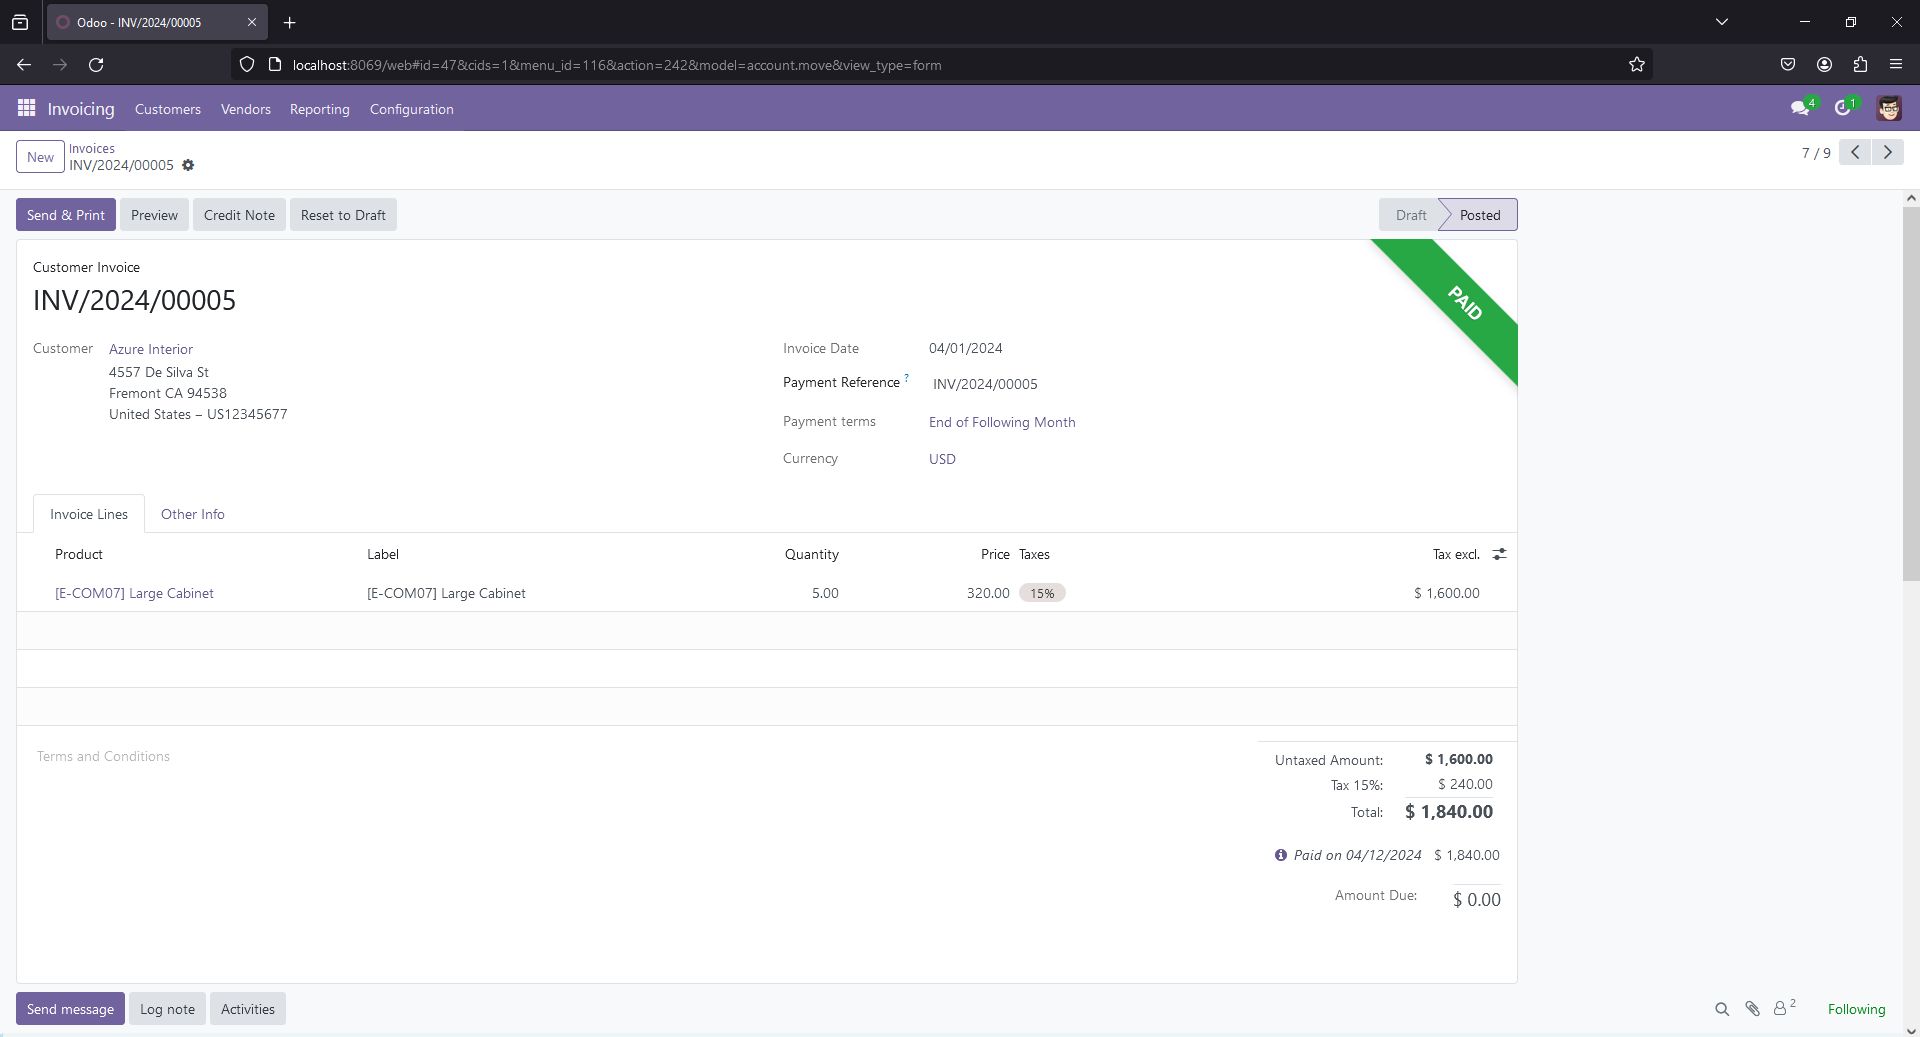 Odoo - INV/2024/00005
localhost:8069/web#id=47&cids=1&menu_id=116&action=242&model=account.move&view_type=form
Invoicing Customers Vendors Reporting Configuration 4 1
New Invoices
INV/2024/00005
7 / 9
Send & Print Preview Credit Note Reset to Draft Draft Posted
PAID
Customer Invoice
INV/2024/00005
Customer Azure Interior
4557 De Silva St
Fremont CA 94538
United States – US12345677
Invoice Date 04/01/2024
Payment Reference ? INV/2024/00005
Payment terms End of Following Month
Currency USD
Invoice Lines Other Info
Product Label Quantity Price Taxes Tax excl.
[E-COM07] Large Cabinet [E-COM07] Large Cabinet 5.00 320.00 15% $ 1,600.00
Terms and Conditions
Untaxed Amount: $ 1,600.00
Tax 15%: $ 240.00
Total: $ 1,840.00
Paid on 04/12/2024 $ 1,840.00
Amount Due: $ 0.00
Send message Log note Activities 2 Following